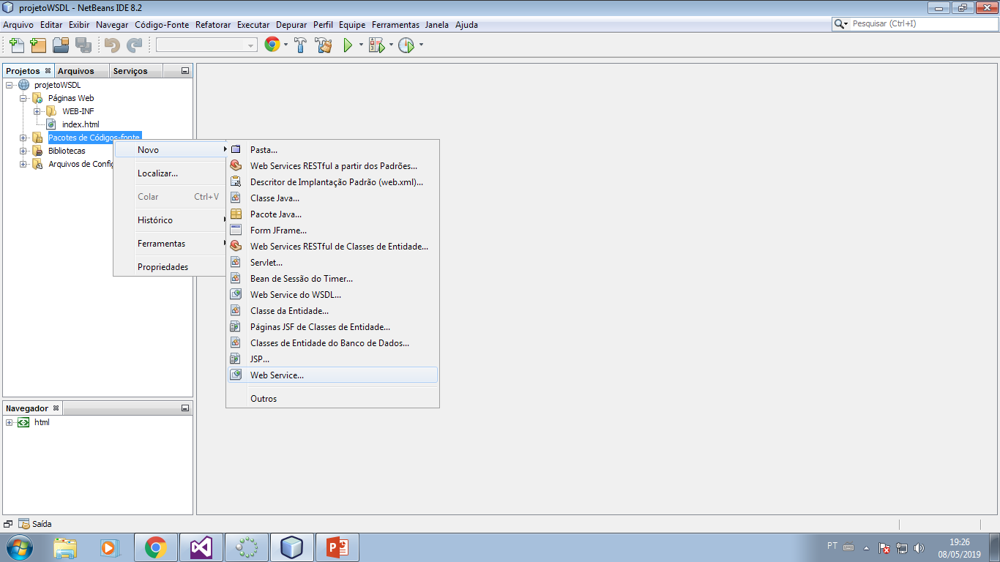 projetoWSDL - NetBeans IDE 8.2
Arquivo Editar Exibir Navegar Código-Fonte Refatorar Executar Depurar Perfil Equipe Ferramentas Janela Ajuda
Pesquisar (Ctrl+I)
Projetos Arquivos Serviços
projetoWSDL
Páginas Web
WEB-INF
index.html
Pacotes de Códigos-fonte
Bibliotecas
Arquivos de Config
Novo
Localizar...
Colar Ctrl+V
Histórico
Ferramentas
Propriedades
Pasta...
Web Services RESTful a partir dos Padrões...
Descritor de Implantação Padrão (web.xml)...
Classe Java...
Pacote Java...
Form JFrame...
Web Services RESTful de Classes de Entidade...
Servlet...
Bean de Sessão do Timer...
Web Service do WSDL...
Classe da Entidade...
Páginas JSF de Classes de Entidade...
Classes de Entidade do Banco de Dados...
JSP...
Web Service...
Outros
Navegador
html
Saída
PT
19:26
08/05/2019